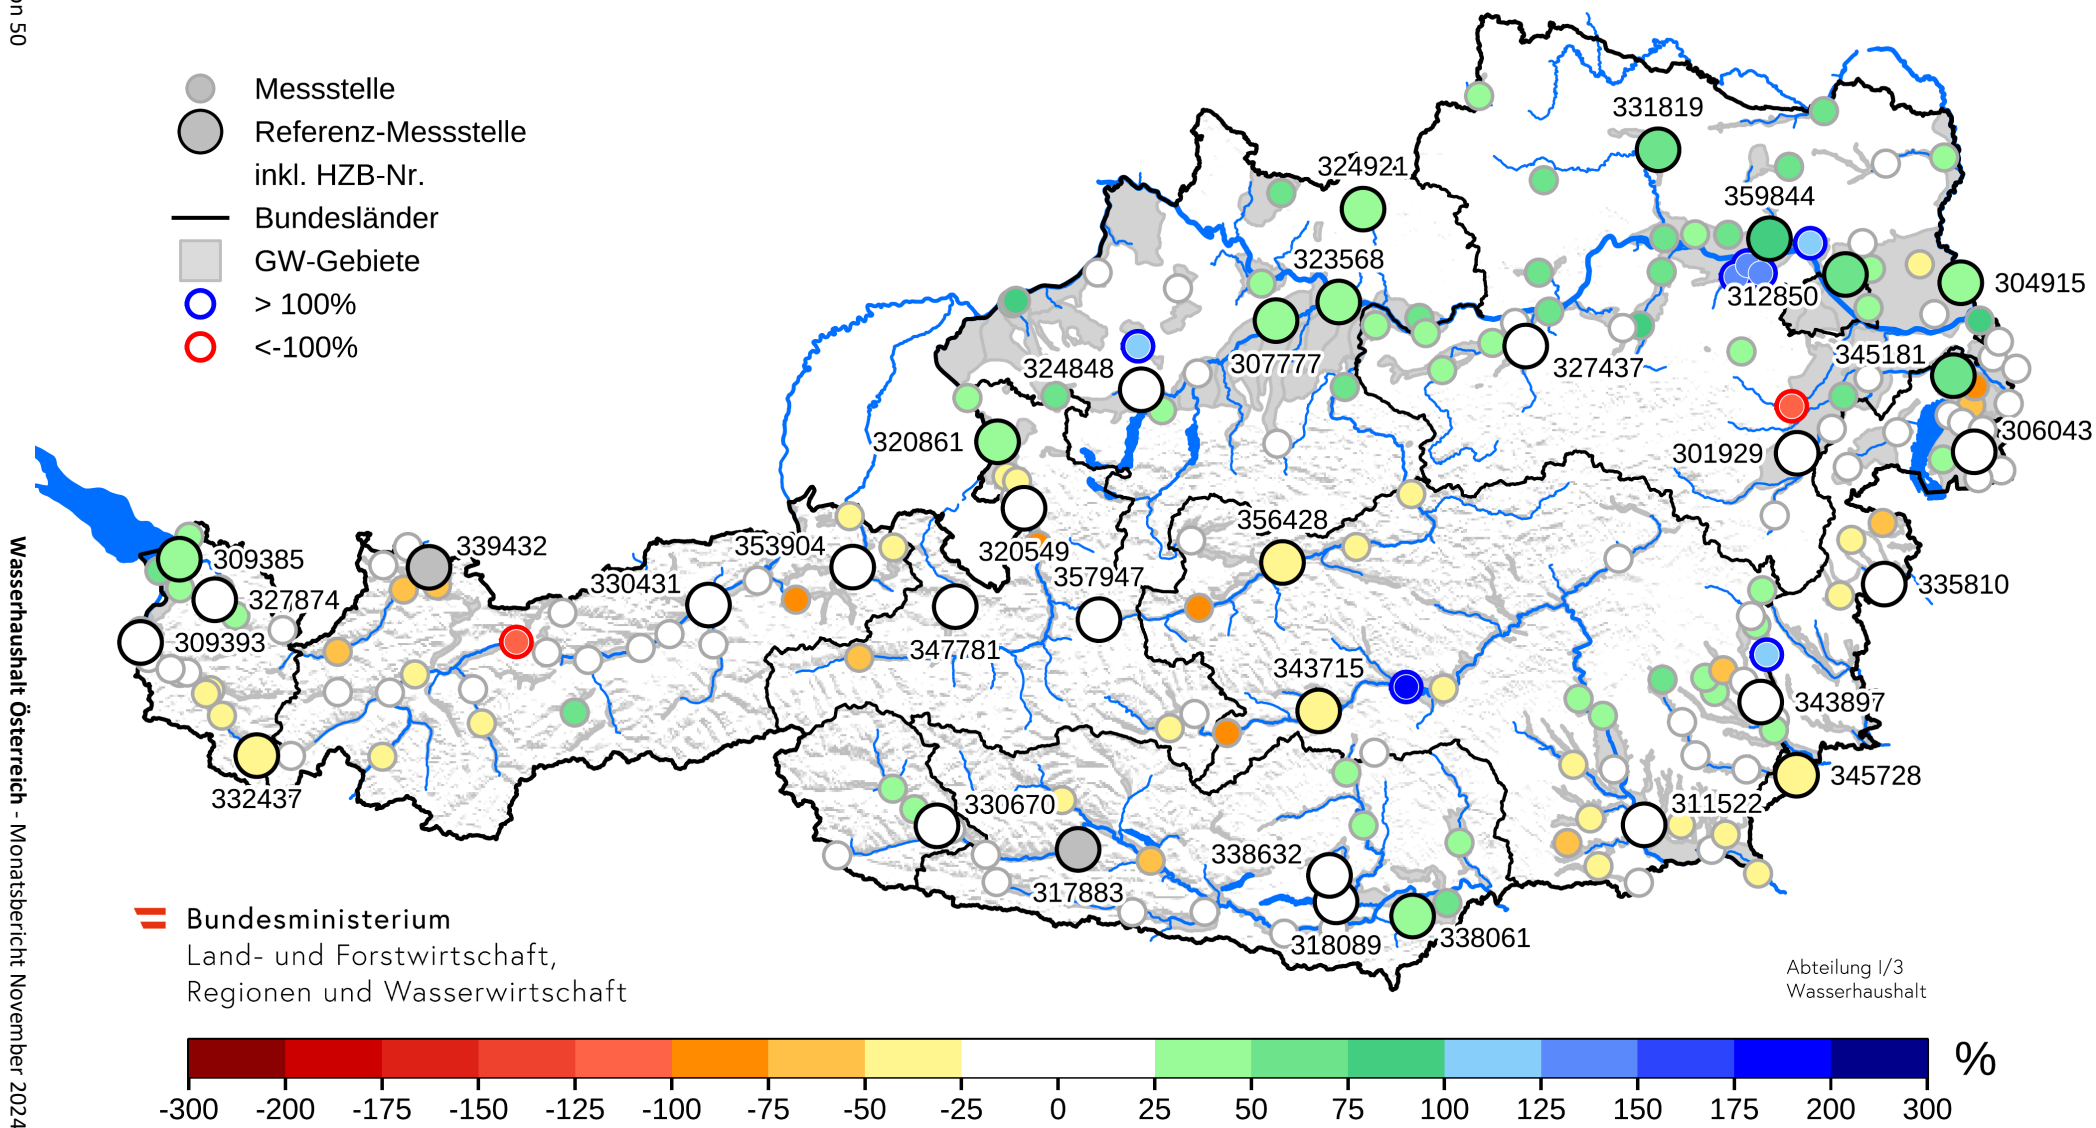 on 50
Wasserhaushalt Österreich - Monatsbericht November 2024
Messstelle
Referenz-Messstelle
inkl. HZB-Nr.
Bundesländer
GW-Gebiete
> 100%
<-100%
331819
324921
359844
323568
304915
312850
345181
324848
307777
327437
320861
306043
301929
356428
339432
353904
320549
309385
357947
330431
335810
327874
309393
347781
343715
343897
332437
345728
330670
311522
338632
317883
318089
338061
Bundesministerium
Land- und Forstwirtschaft,
Regionen und Wasserwirtschaft
Abteilung I/3
Wasserhaushalt
%
-300 -200 -175 -150 -125 -100 -75 -50 -25 0 25 50 75 100 125 150 175 200 300